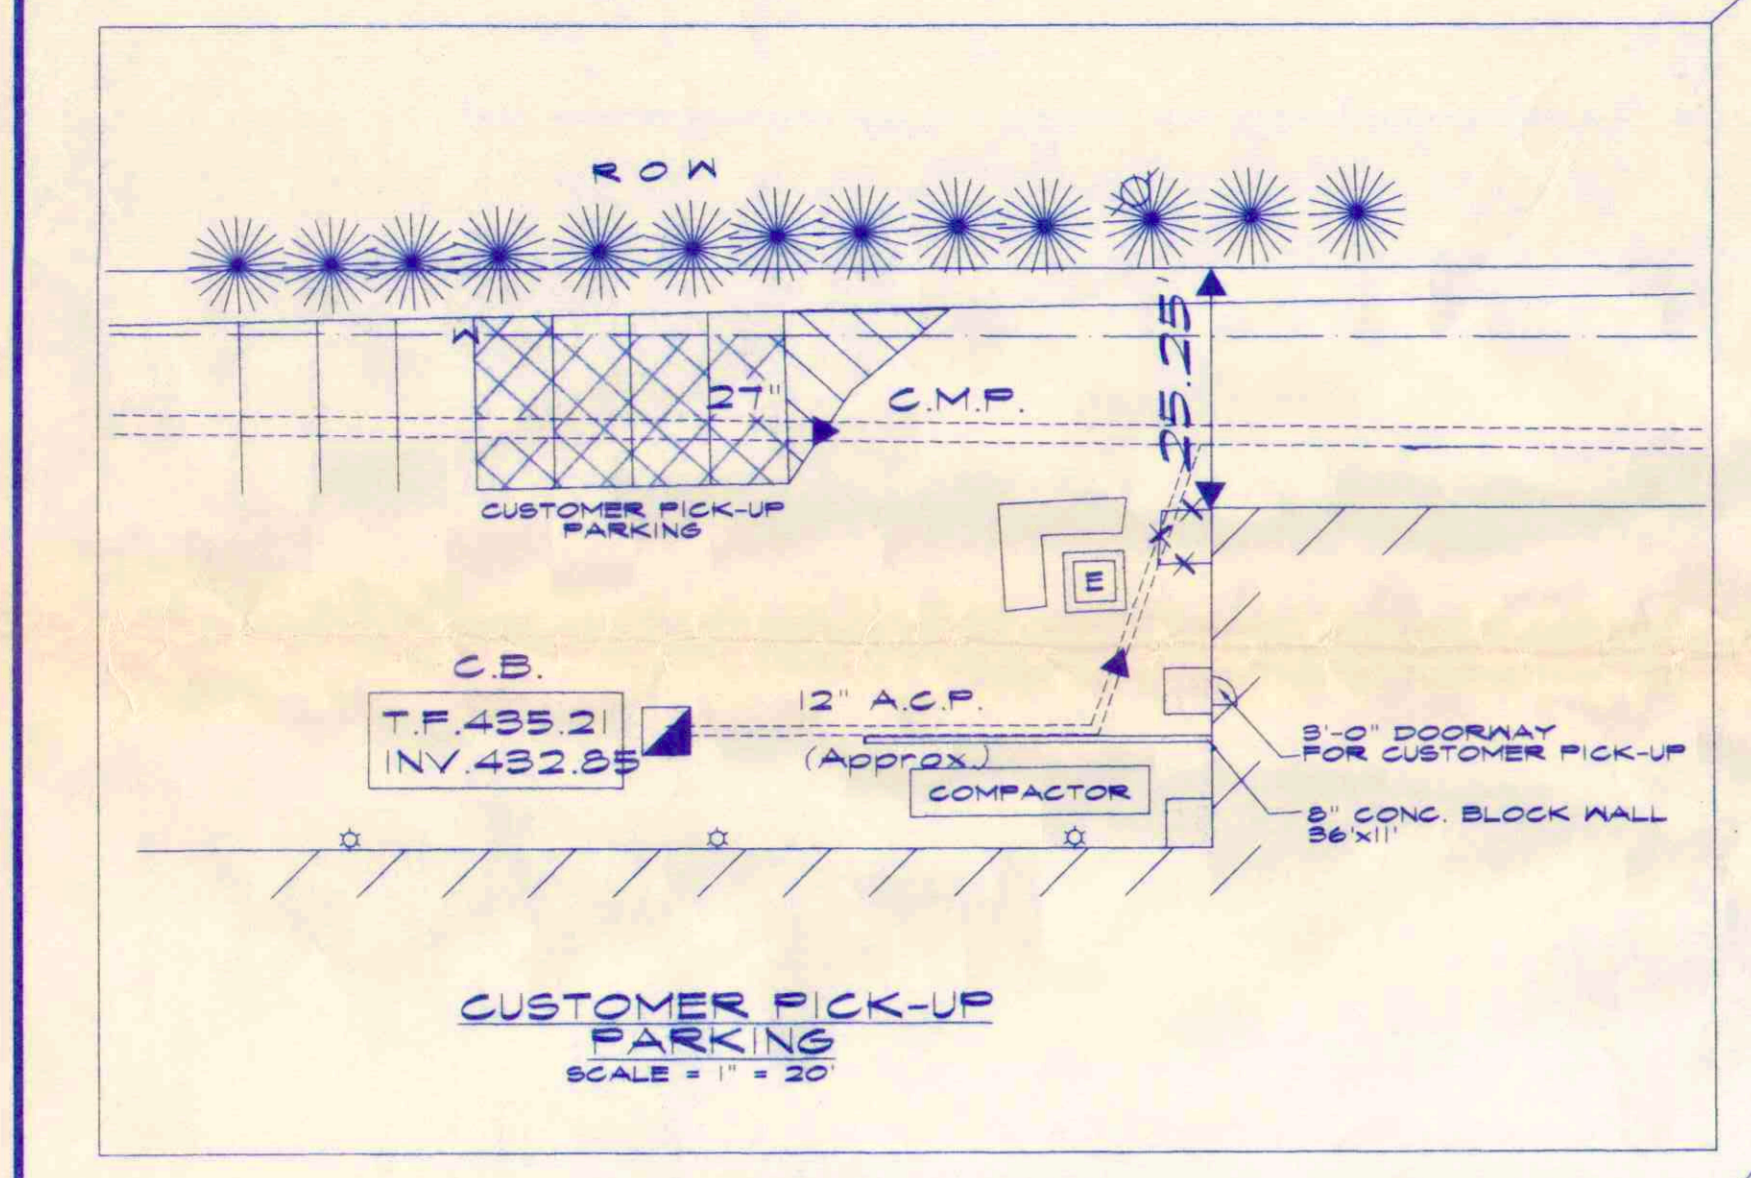 ROW
W
27"
C.M.P.
25.25'
CUSTOMER PICK-UP
PARKING
E
C.B.
T.F.435.21
INV.432.85
12" A.C.P.
(Approx.)
COMPACTOR
3'-0" DOORWAY
FOR CUSTOMER PICK-UP
8" CONC. BLOCK WALL
36'x11'
CUSTOMER PICK-UP
PARKING
SCALE = 1" = 20'